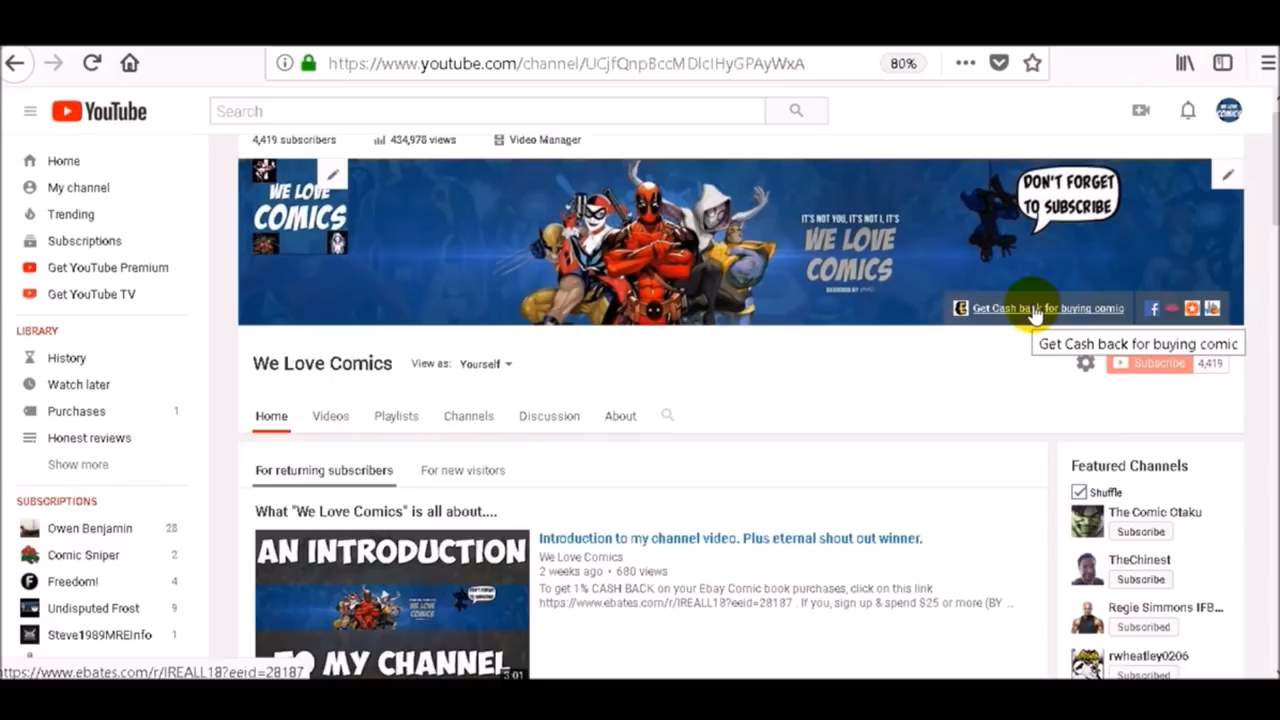 https://www.youtube.com/channel/UCjfQnpBccMDlcIHyGPAyWxA
80%
YouTube
Search
4,419 subscribers
434,978 views
Video Manager
Home
My channel
Trending
Subscriptions
Get YouTube Premium
Get YouTube TV
LIBRARY
History
Watch later
Purchases 1
Honest reviews
Show more
SUBSCRIPTIONS
Owen Benjamin 28
Comic Sniper 2
Freedom! 4
Undisputed Frost 9
Steve1989MREInfo 1
WE LOVE
COMICS
IT'S NOT YOU, IT'S NOT I, IT'S
WE LOVE
COMICS
DON'T FORGET
TO SUBSCRIBE
Get Cash back for buying comic
Get Cash back for buying comic
We Love Comics
View as: Yourself
Subscribe 4,419
Home
Videos
Playlists
Channels
Discussion
About
For returning subscribers
For new visitors
What "We Love Comics" is all about....
AN INTRODUCTION
TO MY CHANNEL
3:01
Introduction to my channel video. Plus eternal shout out winner.
We Love Comics
2 weeks ago • 680 views
To get 1% CASH BACK on your Ebay Comic book purchases, click on this link
https://www.ebates.com/r/IREALL18?eeid=28187 . If you, sign up & spend $25 or more (BY ...
Featured Channels
Shuffle
The Comic Otaku
Subscribe
TheChinest
Subscribe
Regie Simmons IFB...
Subscribed
rwheatley0206
Subscribed
https://www.ebates.com/r/IREALL18?eeid=28187